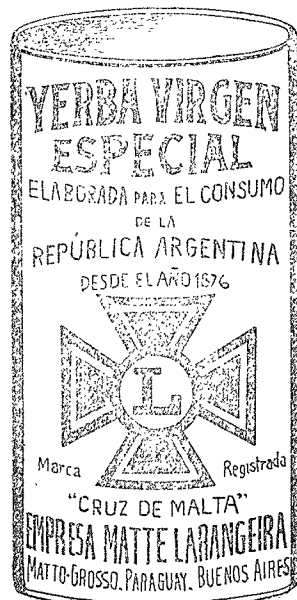 YERBA VIRGEN
ESPECIAL
ELABORADA PARA EL CONSUMO
DE LA
REPÚBLICA ARGENTINA
DESDE EL AÑO 1876
L
Marca Registrada
"CRUZ DE MALTA"
EMPRESA MATTE LARANGEIRA
MATTO-GROSSO. PARAGUAY. BUENOS AIRES